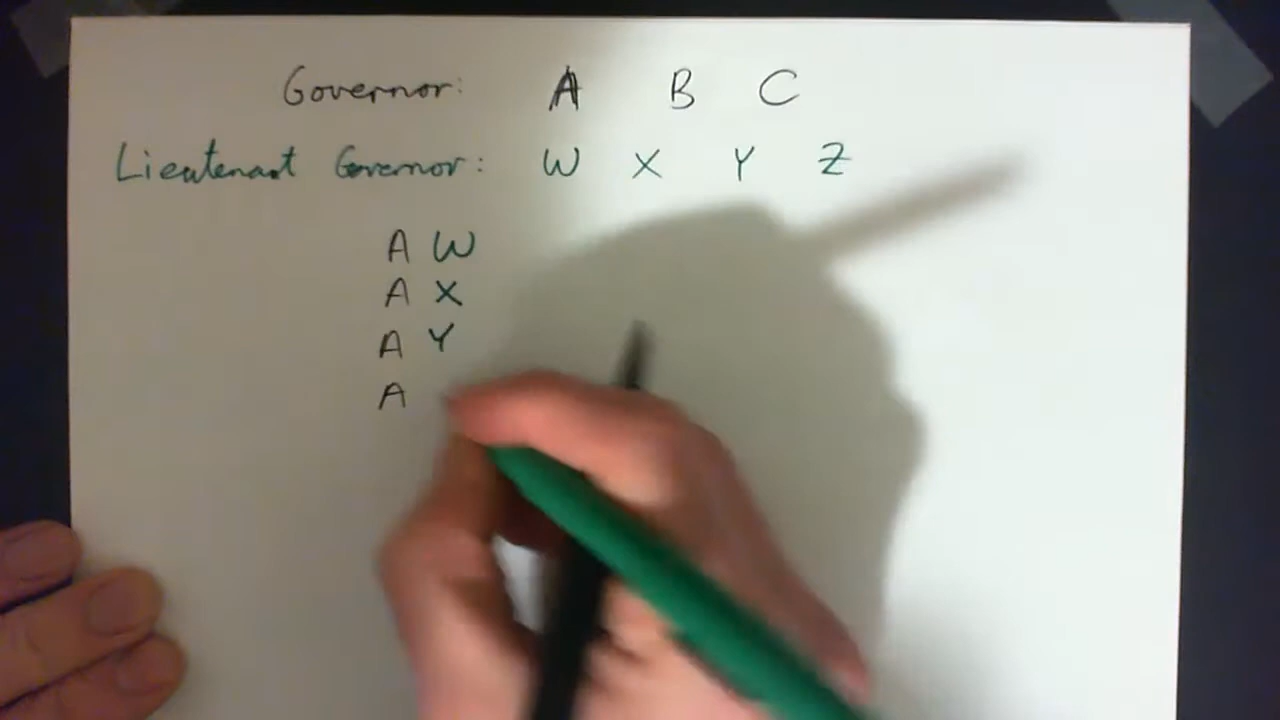 Governor: A B C
Lieutenant Governor: W X Y Z
A W
A X
A Y
A